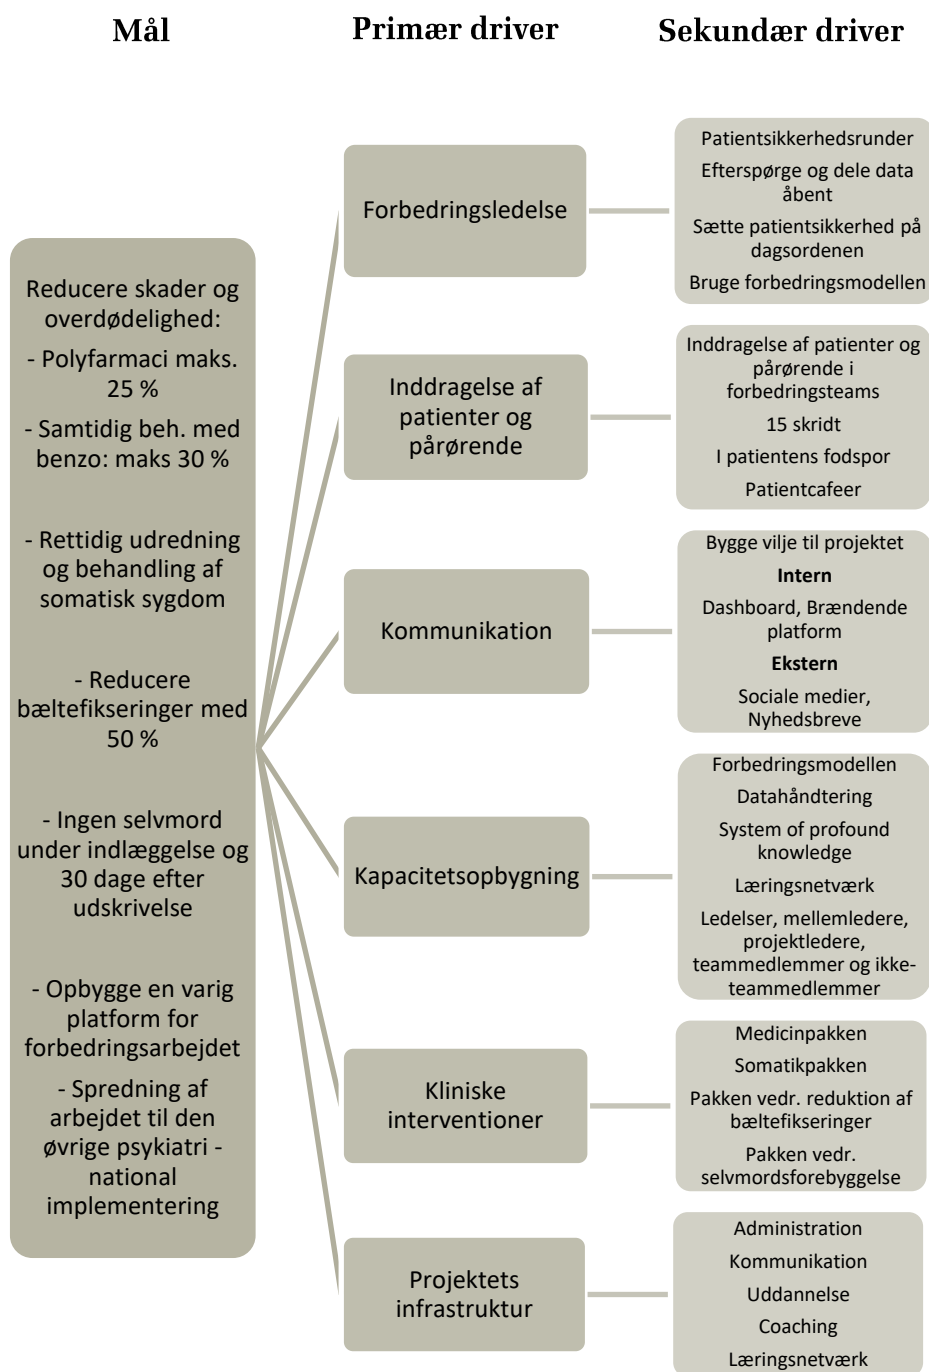 Mål
Primær driver
Sekundær driver
Reducere skader og
overdødelighed:
- Polyfarmaci maks.
25 %
- Samtidig beh. med
benzo: maks 30 %
- Rettidig udredning
og behandling af
somatisk sygdom
- Reducere
bæltefikseringer med
50 %
- Ingen selvmord
under indlæggelse og
30 dage efter
udskrivelse
- Opbygge en varig
platform for
forbedringsarbejdet
- Spredning af
arbejdet til den
øvrige psykiatri -
national
implementering
Forbedringsledelse
Patientsikkerhedsrunder
Efterspørge og dele data
åbent
Sætte patientsikkerhed på
dagsordenen
Bruge forbedringsmodellen
Inddragelse af
patienter og
pårørende
Inddragelse af patienter og
pårørende i
forbedringsteams
15 skridt
I patientens fodspor
Patientcafeer
Kommunikation
Bygge vilje til projektet
Intern
Dashboard, Brændende
platform
Ekstern
Sociale medier,
Nyhedsbreve
Kapacitetsopbygning
Forbedringsmodellen
Datahåndtering
System of profound
knowledge
Læringsnetværk
Ledelser, mellemledere,
projektledere,
teammedlemmer og ikke-
teammedlemmer
Kliniske
interventioner
Medicinpakken
Somatikpakken
Pakken vedr. reduktion af
bæltefikseringer
Pakken vedr.
selvmordsforebyggelse
Projektets
infrastruktur
Administration
Kommunikation
Uddannelse
Coaching
Læringsnetværk